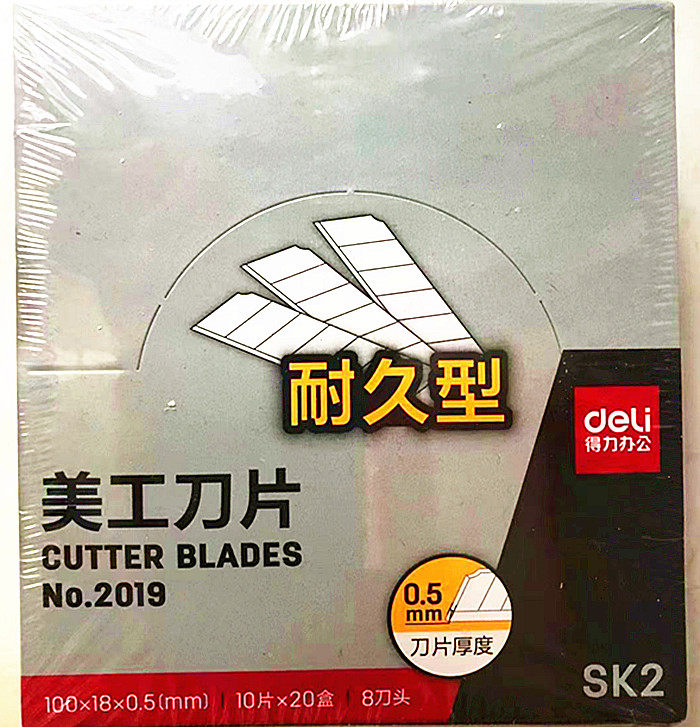 耐久型
deli
得力办公
美工刀片
CUTTER BLADES
No.2019
0.5
mm
刀片厚度
SK2
100×18×0.5(mm) | 10片×20盒 | 8刀头